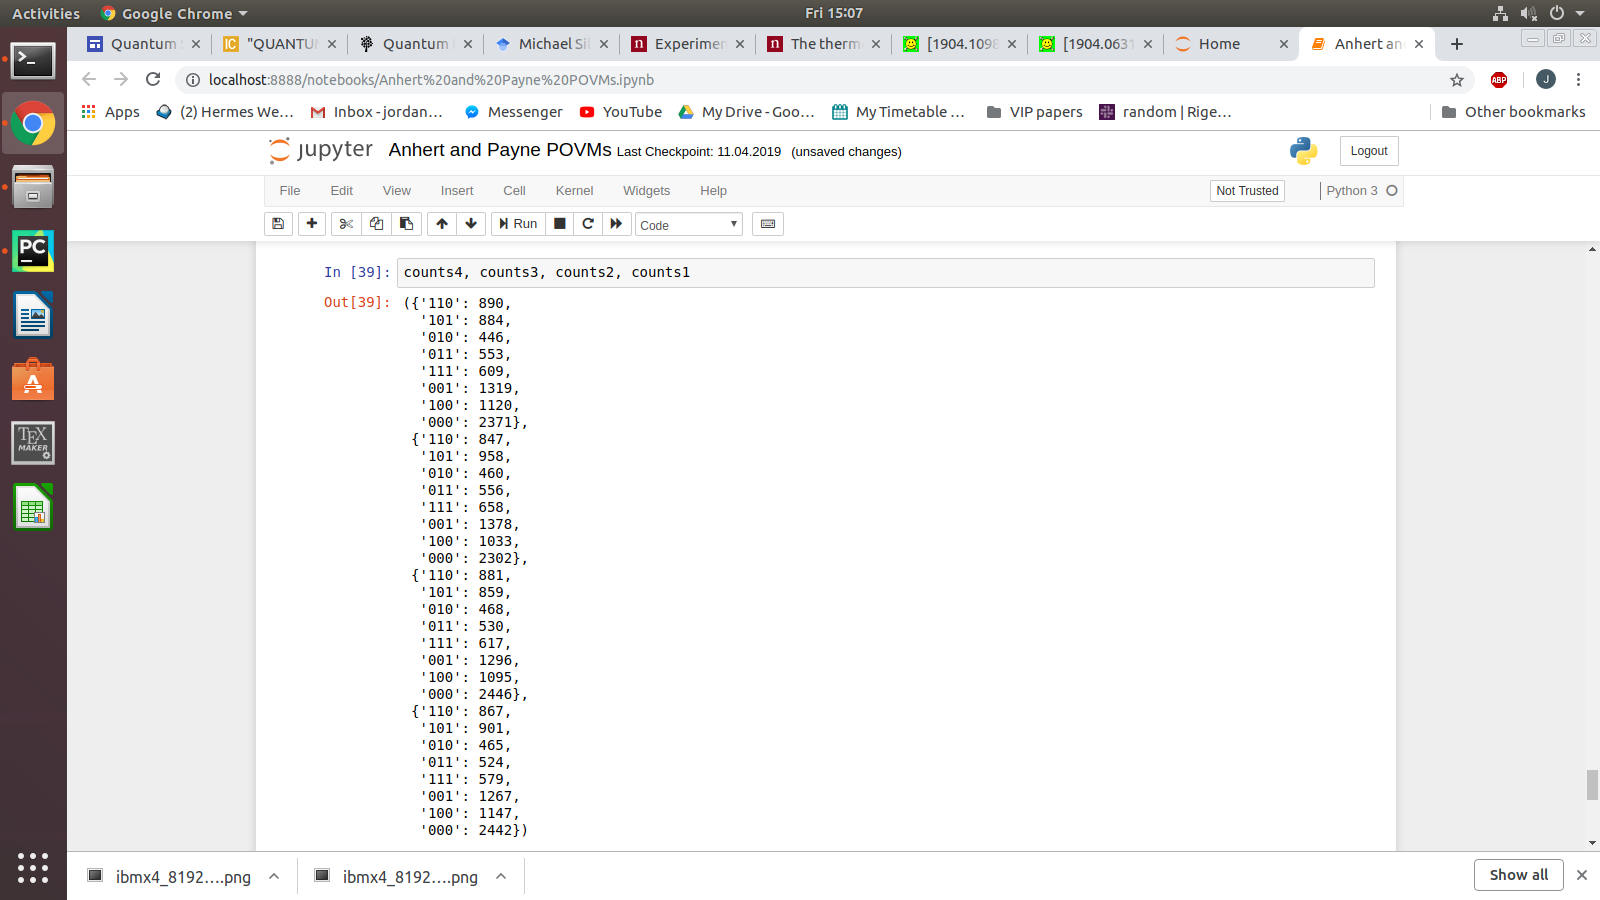 Activities Google Chrome Fri 15:07
Quantum "QUANTU Quantum Michael Sil Experimen The therm [1904.1098 [1904.0631 Home Anhert an
localhost:8888/notebooks/Anhert%20and%20Payne%20POVMs.ipynb ABP J
Apps (2) Hermes We... Inbox - jordan... Messenger YouTube My Drive - Goo... My Timetable ... VIP papers random | Rige... Other bookmarks
jupyter Anhert and Payne POVMs Last Checkpoint: 11.04.2019 (unsaved changes) Logout
File Edit View Insert Cell Kernel Widgets Help Not Trusted Python 3
Run Code
In [39]: counts4, counts3, counts2, counts1
Out[39]: ({'110': 890,
'101': 884,
'010': 446,
'011': 553,
'111': 609,
'001': 1319,
'100': 1120,
'000': 2371},
{'110': 847,
'101': 958,
'010': 460,
'011': 556,
'111': 658,
'001': 1378,
'100': 1033,
'000': 2302},
{'110': 881,
'101': 859,
'010': 468,
'011': 530,
'111': 617,
'001': 1296,
'100': 1095,
'000': 2446},
{'110': 867,
'101': 901,
'010': 465,
'011': 524,
'111': 579,
'001': 1267,
'100': 1147,
'000': 2442})
PC
TEX
MAKER
ibmx4_8192....png ibmx4_8192....png Show all